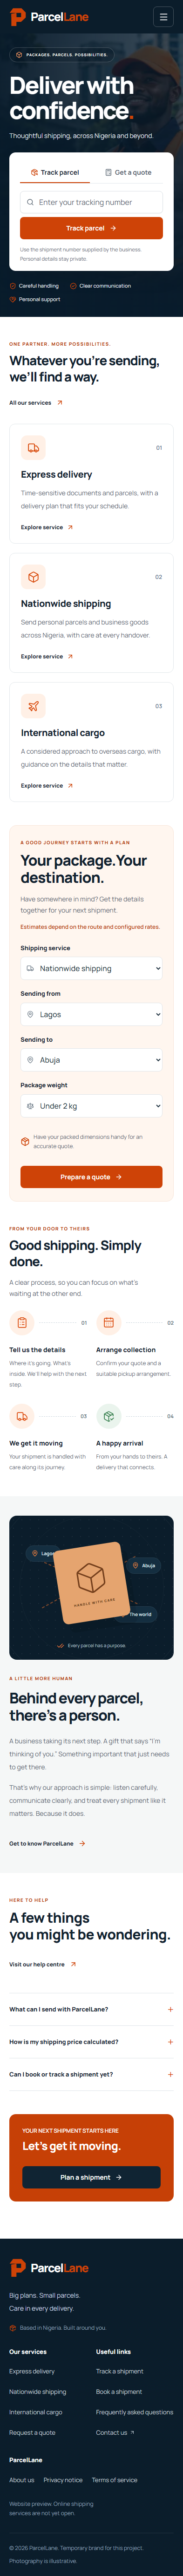 ParcelLane
PACKAGES. PARCELS. POSSIBILITIES.
Deliver with
confidence.
Thoughtful shipping, across Nigeria and beyond.
Track parcel
Get a quote
Enter your tracking number
Track parcel
Use the shipment number supplied by the business.
Personal details stay private.
Careful handling
Clear communication
Personal support
ONE PARTNER. MORE POSSIBILITIES.
Whatever you're sending,
we'll find a way.
All our services
01
Express delivery
Time-sensitive documents and parcels, with a
delivery plan that fits your schedule.
Explore service
02
Nationwide shipping
Send personal parcels and business goods
across Nigeria, with care at every handover.
Explore service
03
International cargo
A considered approach to overseas cargo, with
guidance on the details that matter.
Explore service
A GOOD JOURNEY STARTS WITH A PLAN
Your package.Your
destination.
Have somewhere in mind? Get the details
together for your next shipment.
Estimates depend on the route and configured rates.
Shipping service
Nationwide shipping
Sending from
Lagos
Sending to
Abuja
Package weight
Under 2 kg
Have your packed dimensions handy for an
accurate quote.
Prepare a quote
FROM YOUR DOOR TO THEIRS
Good shipping. Simply
done.
A clear process, so you can focus on what's
waiting at the other end.
01
Tell us the details
Where it's going. What's
inside. We'll help with the next
step.
02
Arrange collection
Confirm your quote and a
suitable pickup arrangement.
03
We get it moving
Your shipment is handled with
care along its journey.
04
A happy arrival
From your hands to theirs. A
delivery that connects.
Lagos
Abuja
HANDLE WITH CARE
The world
Every parcel has a purpose.
A LITTLE MORE HUMAN
Behind every parcel,
there's a person.
A business taking its next step. A gift that says "I'm
thinking of you." Something important that just needs
to get there.
That's why our approach is simple: listen carefully,
communicate clearly, and treat every shipment like it
matters. Because it does.
Get to know ParcelLane
HERE TO HELP
A few things
you might be wondering.
Visit our help centre
What can I send with ParcelLane?
How is my shipping price calculated?
Can I book or track a shipment yet?
YOUR NEXT SHIPMENT STARTS HERE
Let's get it moving.
Plan a shipment
ParcelLane
Big plans. Small parcels.
Care in every delivery.
Based in Nigeria. Built around you.
Our services
Express delivery
Nationwide shipping
International cargo
Request a quote
Useful links
Track a shipment
Book a shipment
Frequently asked questions
Contact us
ParcelLane
About us
Privacy notice
Terms of service
Website preview. Online shipping
services are not yet open.
© 2026 ParcelLane. Temporary brand for this project.
Photography is illustrative.